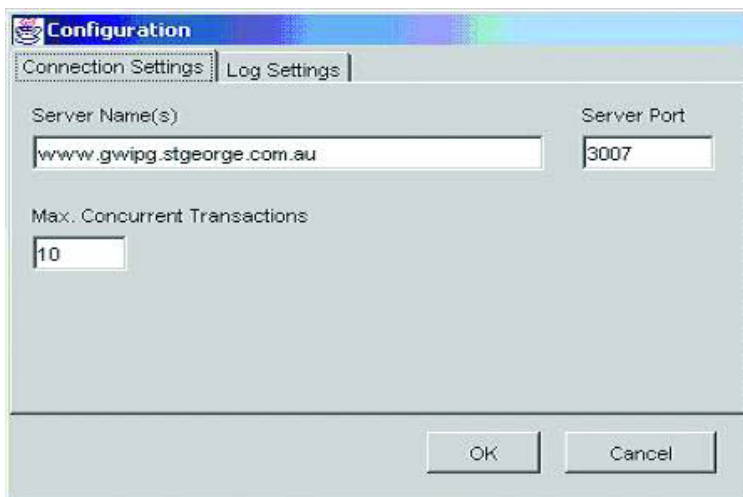 Configuration
Connection Settings Log Settings
Server Name(s) Server Port
www.gwipg.stgeorge.com.au 3007
Max. Concurrent Transactions
10
OK Cancel